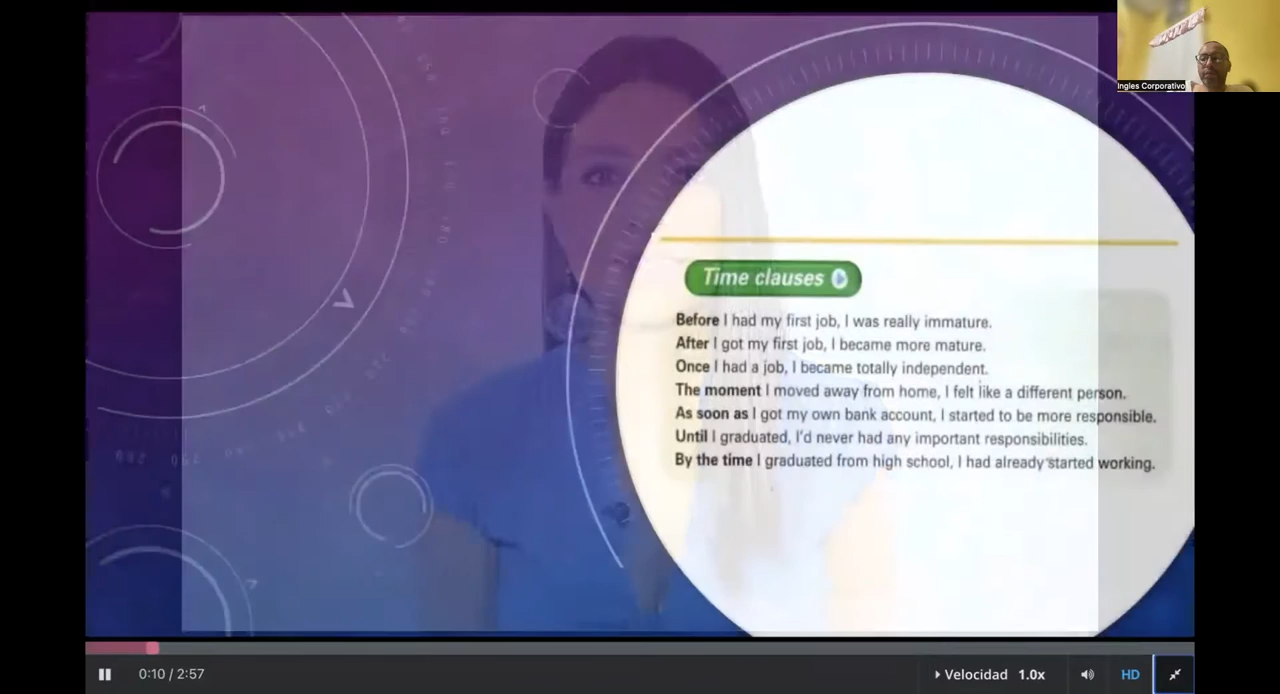 Ingles Corporativo
Time clauses
Before I had my first job, I was really immature.
After I got my first job, I became more mature.
Once I had a job, I became totally independent.
The moment I moved away from home, I felt like a different person.
As soon as I got my own bank account, I started to be more responsible.
Until I graduated, I'd never had any important responsibilities.
By the time I graduated from high school, I had already started working.
0:10 / 2:57
Velocidad 1.0x
HD